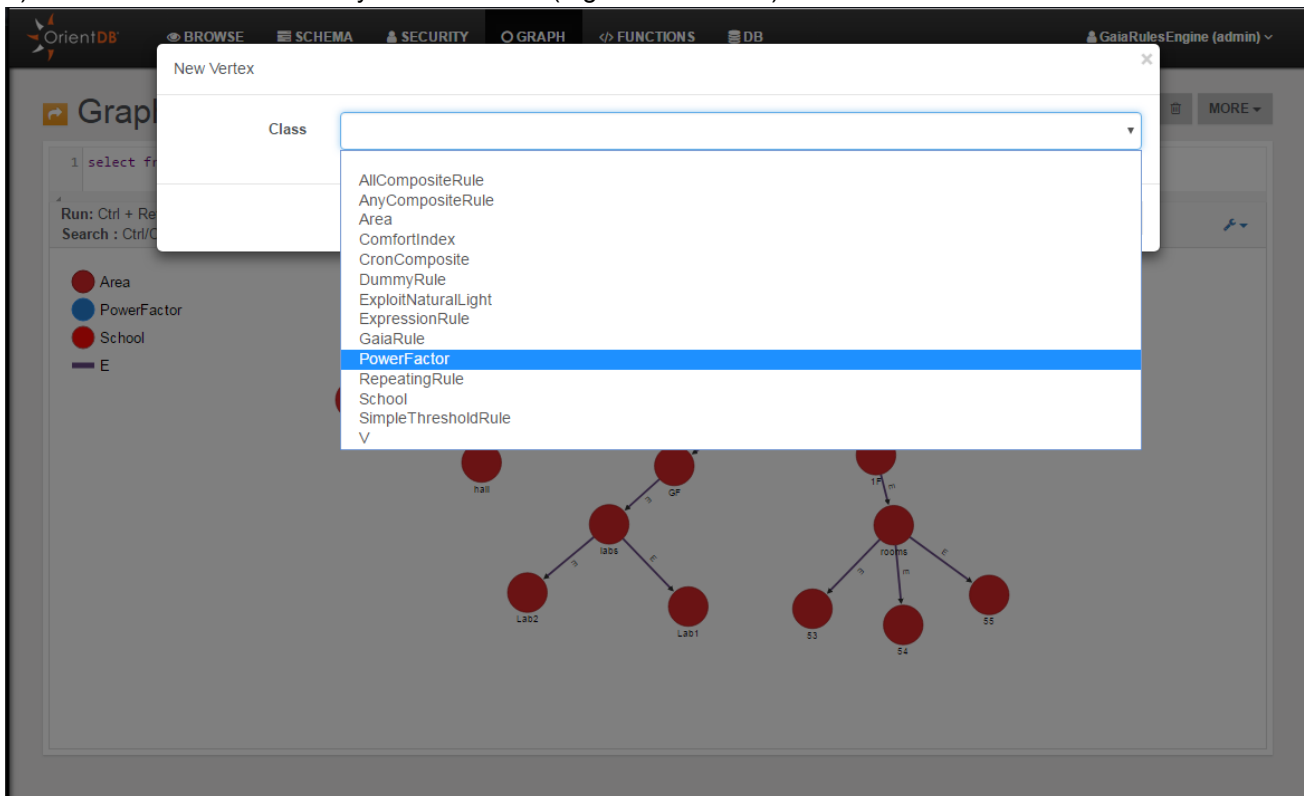 OrientDB BROWSE SCHEMA SECURITY GRAPH FUNCTIONS DB GaiaRulesEngine (admin)
New Vertex ×
Grap MORE
Class
1 select fr
Run: Ctrl + Re
Search : Ctrl/C
AllCompositeRule
AnyCompositeRule
Area
ComfortIndex
CronComposite
DummyRule
ExploitNaturalLight
ExpressionRule
GaiaRule
PowerFactor
RepeatingRule
School
SimpleThresholdRule
V
Area
PowerFactor
School
E
hall
GF
1F
E
labs
rooms
E
E
E
E
E
E
Lab2
Lab1
53
54
55